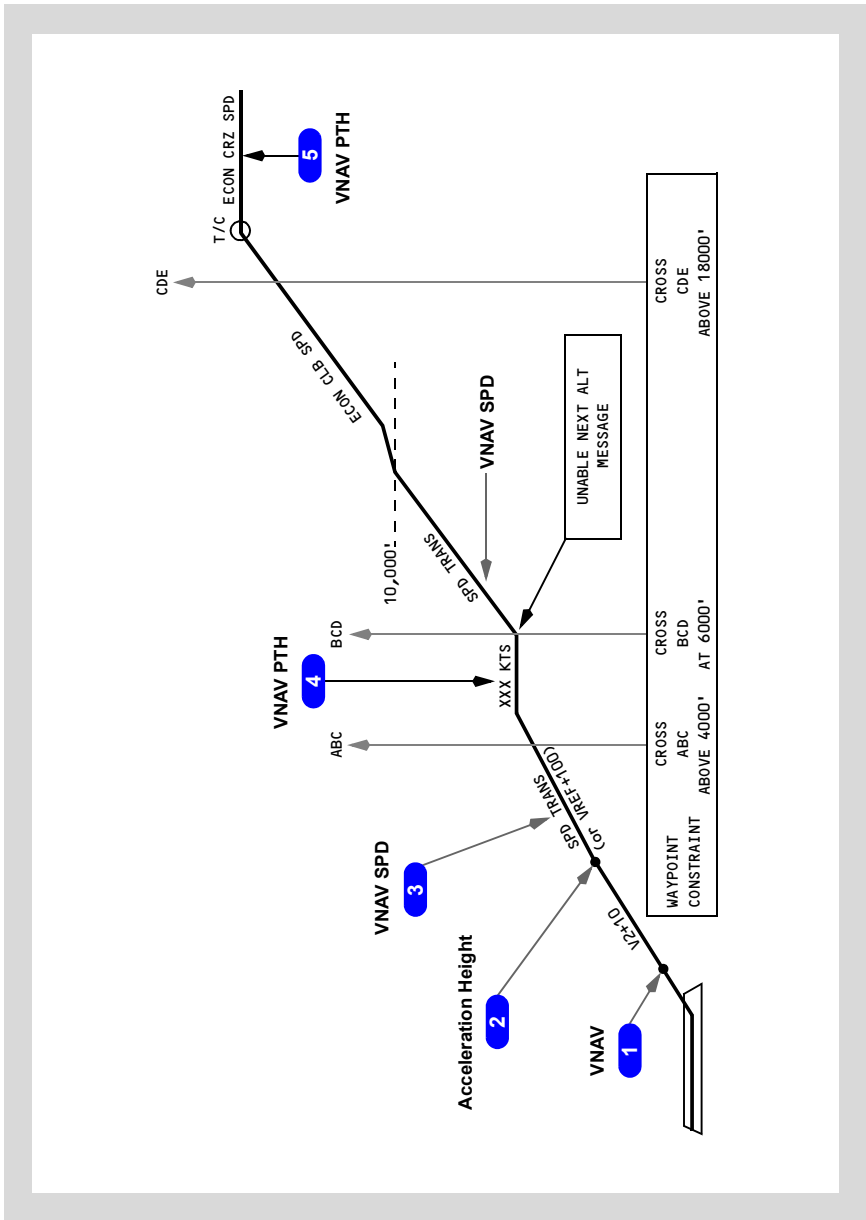 CDE
T/C
ECON CRZ SPD
5
VNAV PTH
ECON CLB SPD
10,000'
SPD TRANS
VNAV SPD
VNAV PTH
4
ABC
BCD
XXX KTS
UNABLE NEXT ALT
MESSAGE
VNAV SPD
3
SPD TRANS
(or VREF+100)
Acceleration Height
2
V2+10
VNAV
1
WAYPOINT
CONSTRAINT
CROSS
ABC
ABOVE 4000'
CROSS
BCD
AT 6000'
CROSS
CDE
ABOVE 18000'